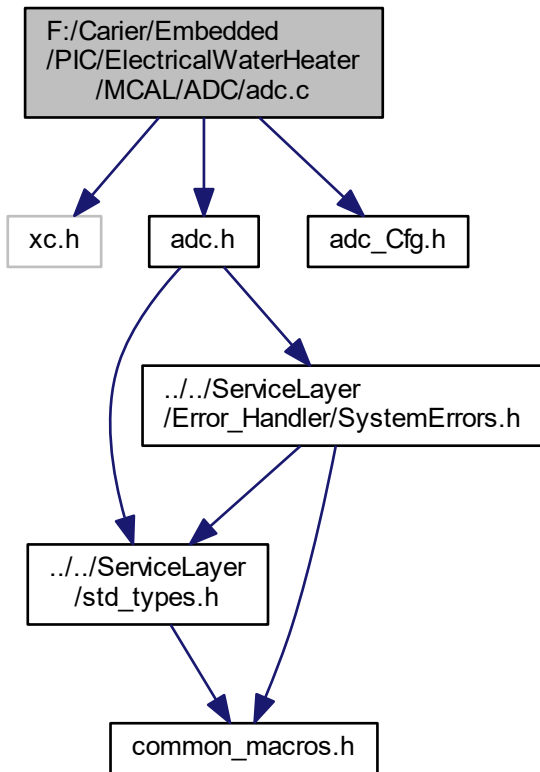 F:/Carier/Embedded
/PIC/ElectricalWaterHeater
/MCAL/ADC/adc.c
xc.h
adc.h
adc_Cfg.h
../../ServiceLayer
/Error_Handler/SystemErrors.h
../../ServiceLayer
/std_types.h
common_macros.h